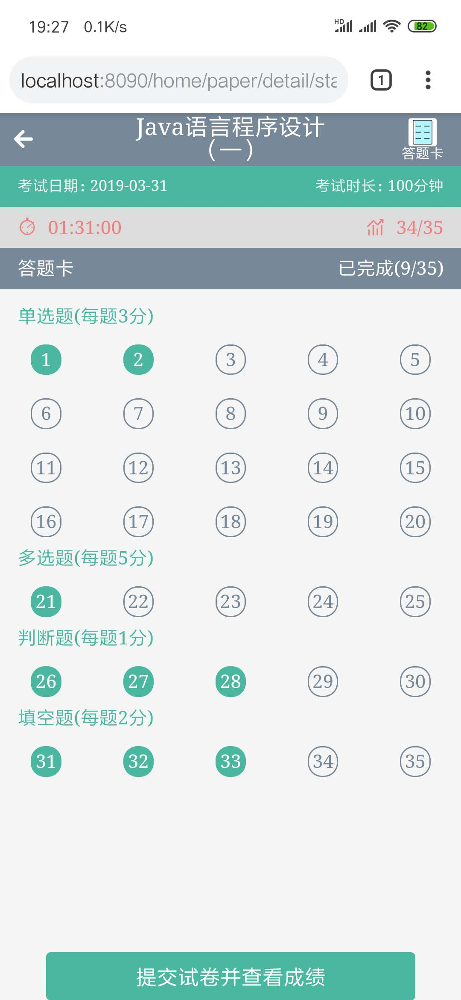 19:27 0.1K/s HD 82
localhost:8090/home/paper/detail/sta
1
Java语言程序设计
(一)
答题卡
考试日期: 2019-03-31 考试时长: 100分钟
01:31:00 34/35
答题卡 已完成(9/35)
单选题(每题3分)
1 2 3 4 5
6 7 8 9 10
11 12 13 14 15
16 17 18 19 20
多选题(每题5分)
21 22 23 24 25
判断题(每题1分)
26 27 28 29 30
填空题(每题2分)
31 32 33 34 35
提交试卷并查看成绩